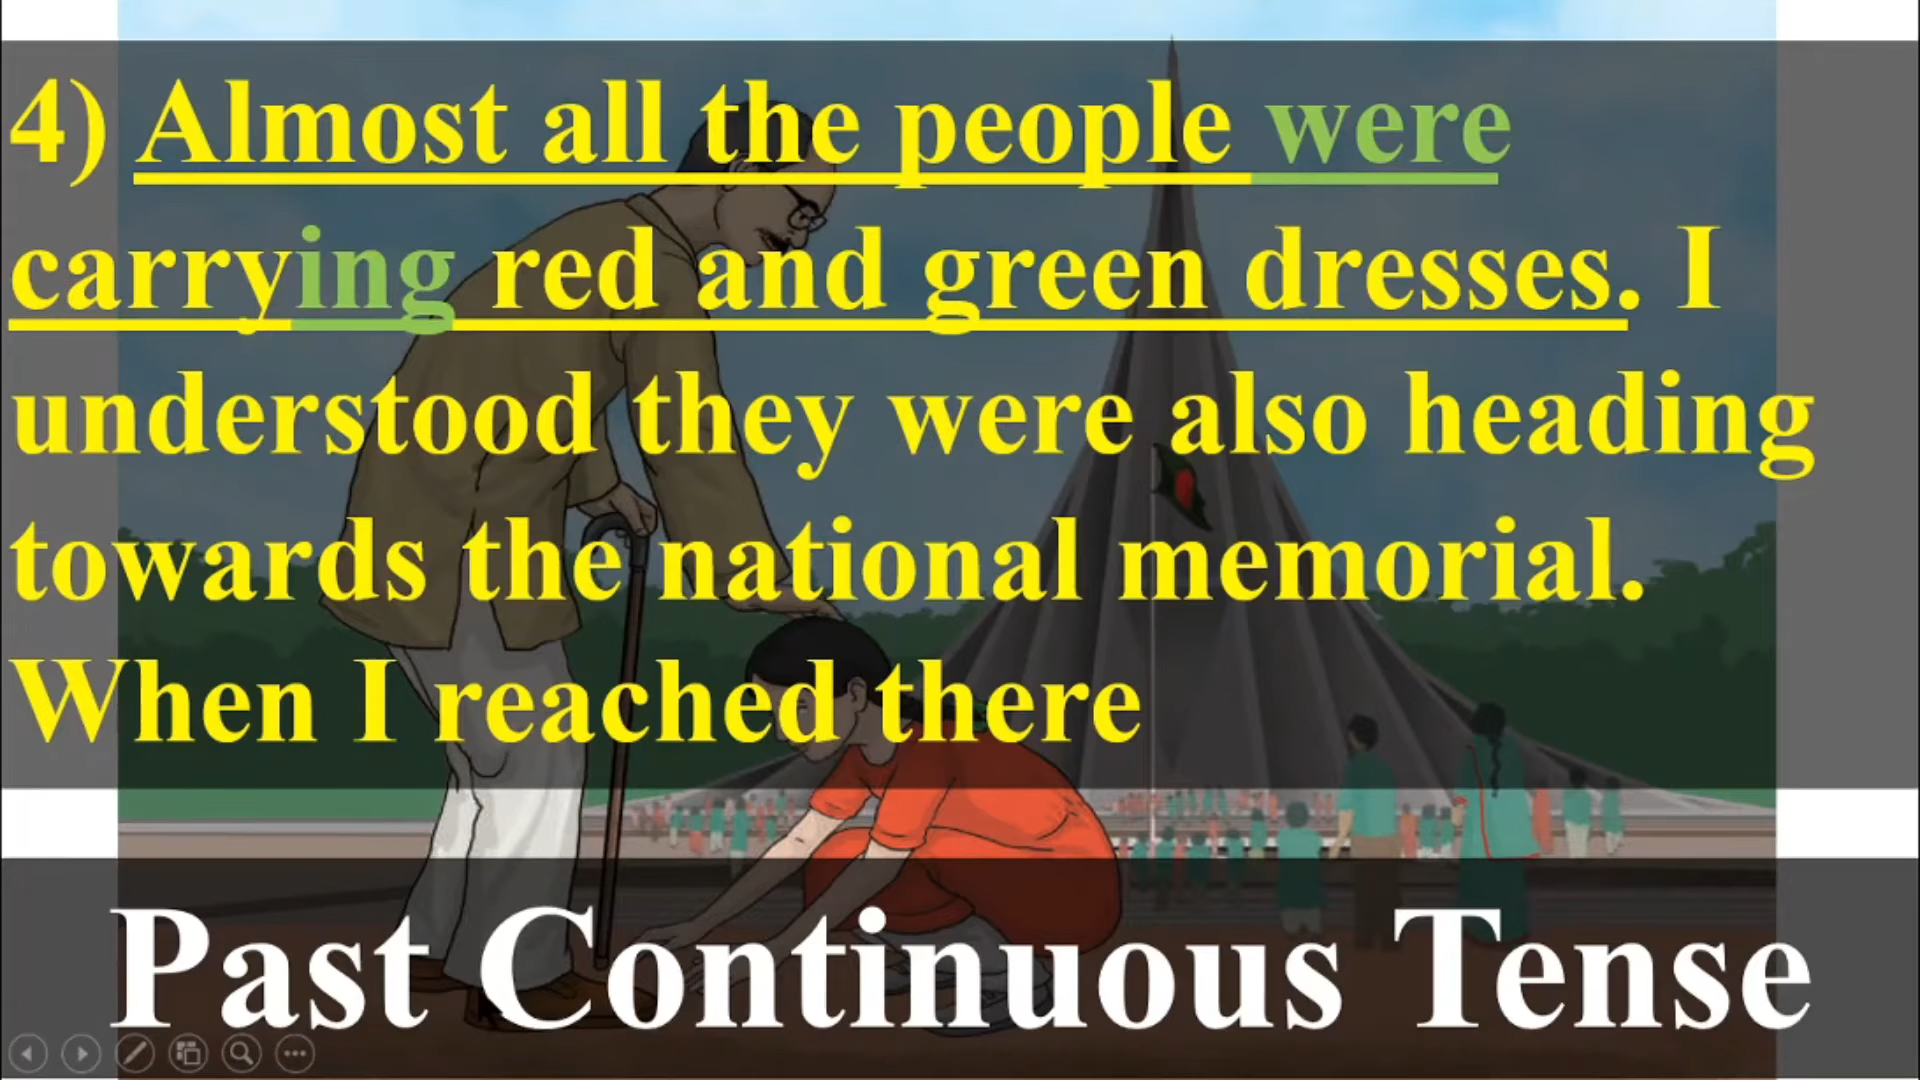 4) Almost all the people were
carrying red and green dresses. I
understood they were also heading
towards the national memorial.
When I reached there
Past Continuous Tense